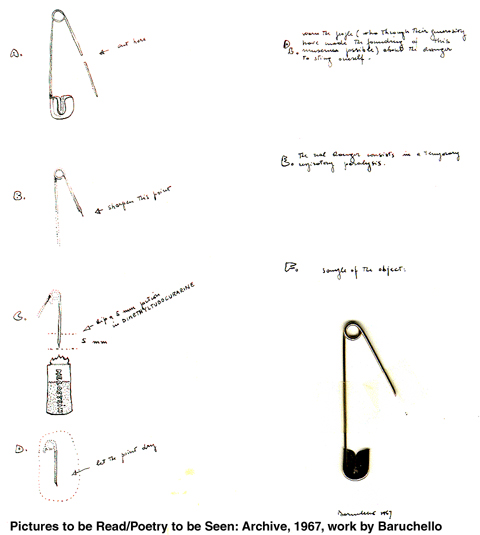 A.
cut here
B.
sharpen this point
C.
dip a 5 mm portion
in DIMETHYLTUBOCURARINE
5 mm
D.
let the point dry
warn the people (who through their generosity
have made the founding of this
museum possible) about the danger
to sting oneself.
the real danger consists in a temporary
respiratory paralysis.
sample of the object:
Baruchello 1967
Pictures to be Read/Poetry to be Seen: Archive, 1967, work by Baruchello